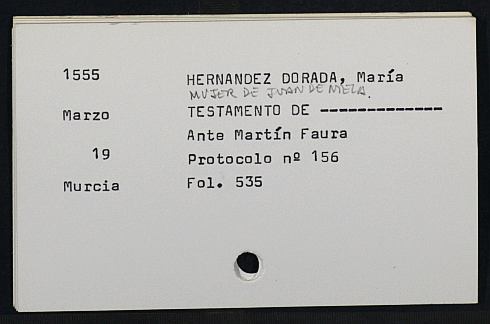 1555
HERNANDEZ DORADA, María
MUJER DE JUAN DE MELA.
Marzo
TESTAMENTO DE -------------
Ante Martín Faura
19
Protocolo nº 156
Murcia
Fol. 535